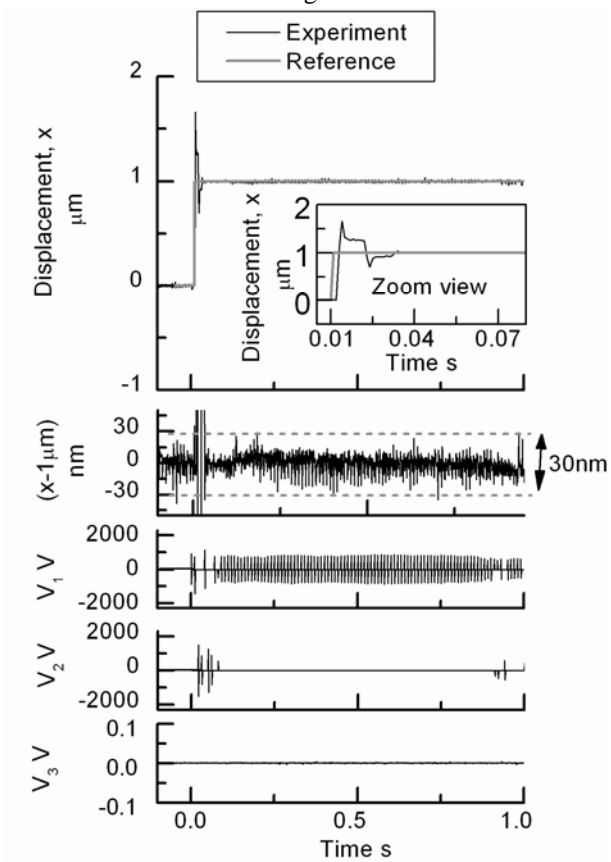 Experiment
Reference
2
1
0
-1
Displacement, x
μm
2
1
0
Displacement, x
μm
Zoom view
0.01 0.04 0.07
Time s
30
0
-30
(x-1μm)
nm
30nm
2000
0
-2000
V1 V
2000
0
-2000
V2 V
0.1
0.0
-0.1
V3 V
0.0 0.5 1.0
Time s